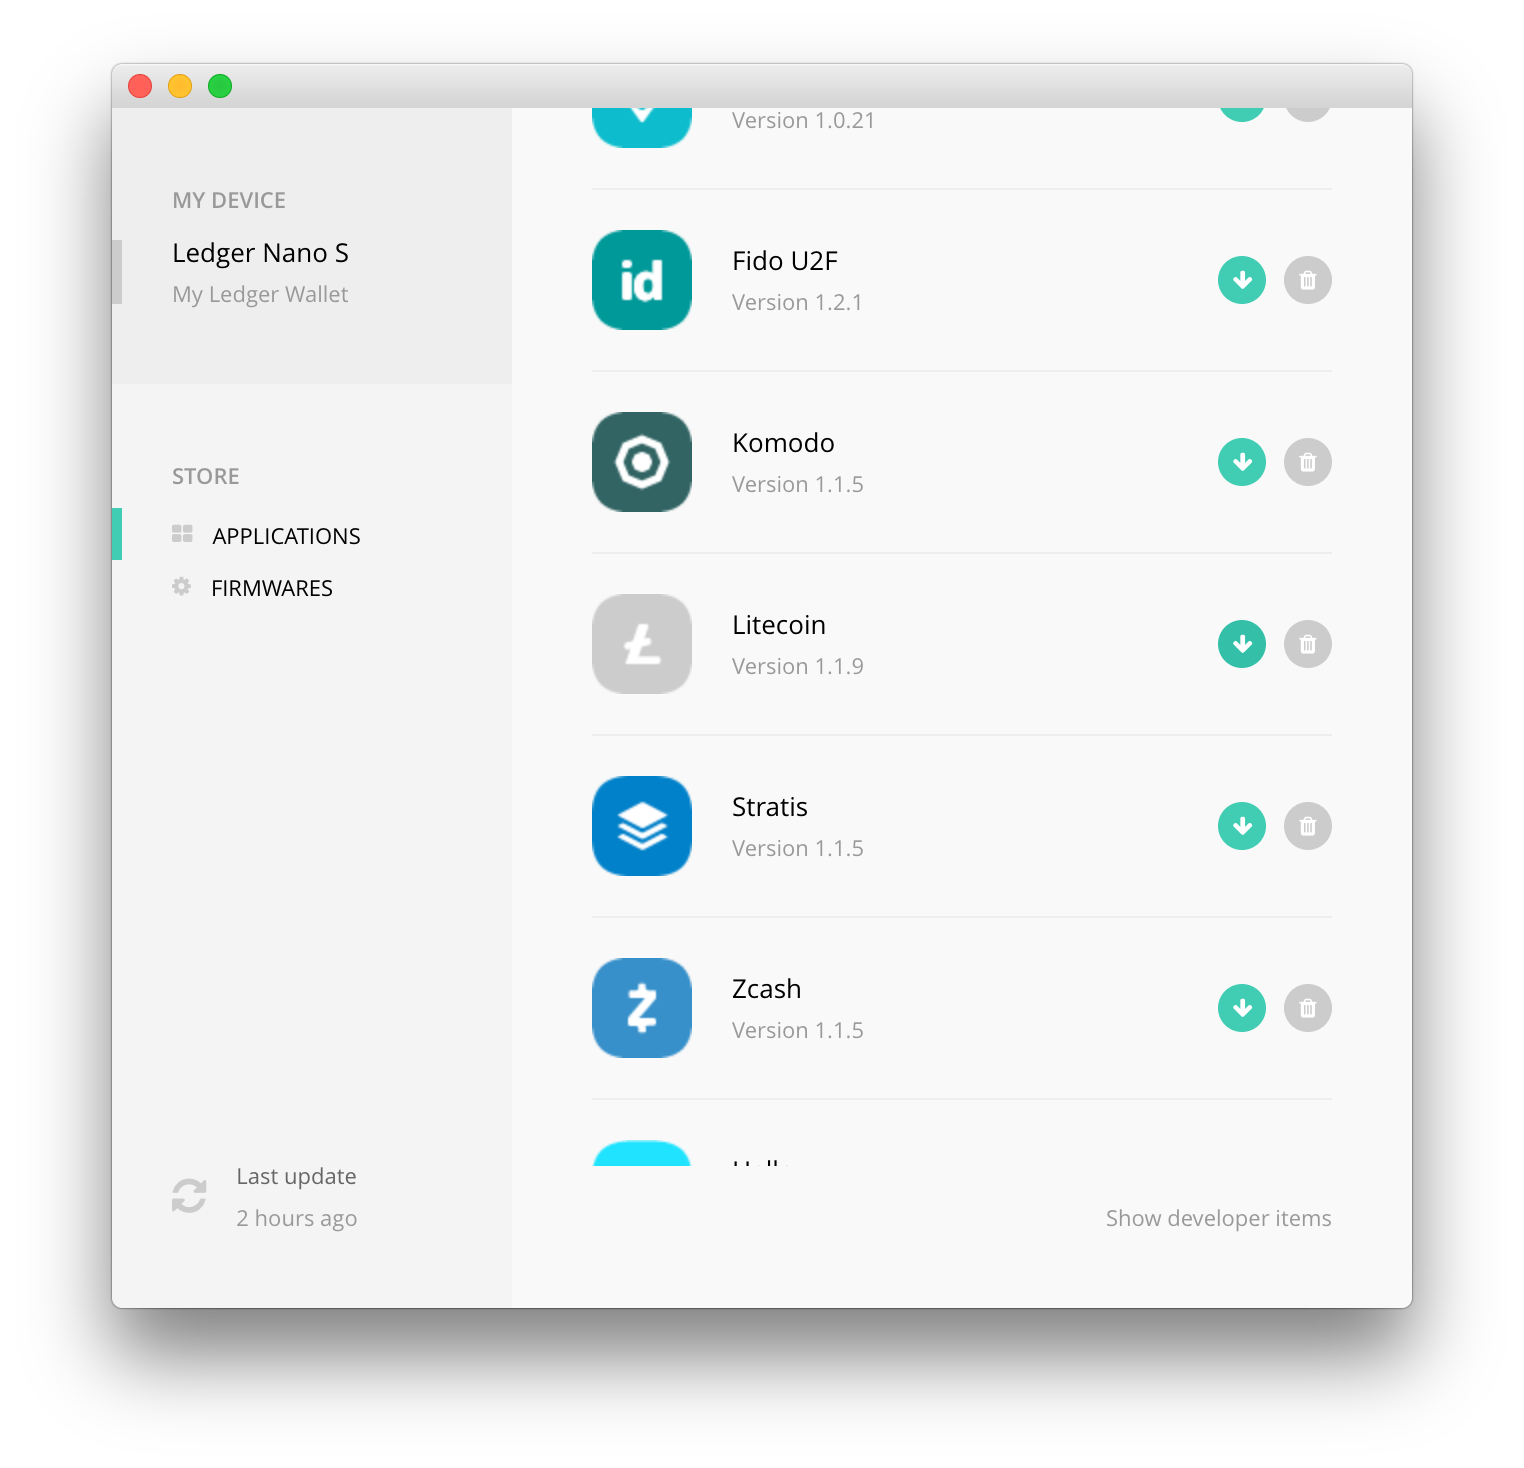 MY DEVICE
Ledger Nano S
My Ledger Wallet
STORE
APPLICATIONS
FIRMWARES
Last update
2 hours ago
Version 1.0.21
id
Fido U2F
Version 1.2.1
Komodo
Version 1.1.5
Litecoin
Version 1.1.9
Stratis
Version 1.1.5
Zcash
Version 1.1.5
Show developer items